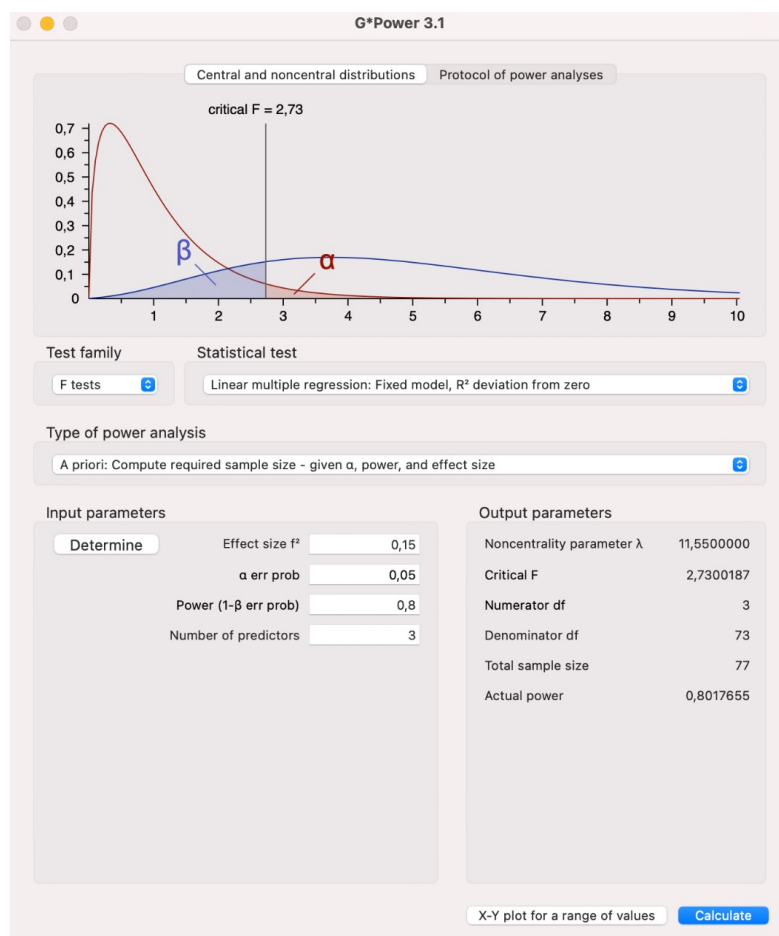 G*Power 3.1
Central and noncentral distributions Protocol of power analyses
critical F = 2,73
0,7
0,6
0,5
0,4
0,3
0,2
0,1
0
β
α
1 2 3 4 5 6 7 8 9 10
Test family Statistical test
F tests Linear multiple regression: Fixed model, R² deviation from zero
Type of power analysis
A priori: Compute required sample size - given α, power, and effect size
Input parameters Output parameters
Determine Effect size f² 0,15 Noncentrality parameter λ 11,5500000
α err prob 0,05 Critical F 2,7300187
Power (1-β err prob) 0,8 Numerator df 3
Number of predictors 3 Denominator df 73
Total sample size 77
Actual power 0,8017655
X-Y plot for a range of values Calculate